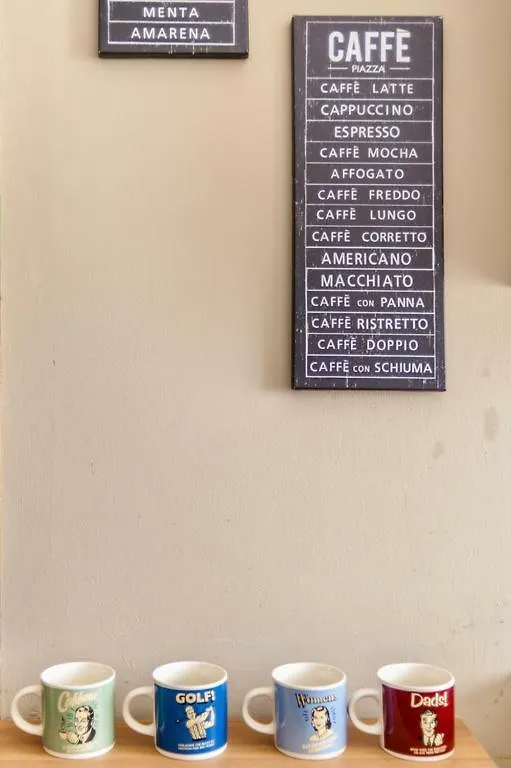 MENTA
AMARENA
CAFFÈ
PIAZZA
CAFFÈ LATTE
CAPPUCCINO
ESPRESSO
CAFFÈ MOCHA
AFFOGATO
CAFFÈ FREDDO
CAFFÈ LUNGO
CAFFÈ CORRETTO
AMERICANO
MACCHIATO
CAFFÈ CON PANNA
CAFFÈ RISTRETTO
CAFFÈ DOPPIO
CAFFÈ CON SCHIUMA
Caffeine
GOLF!
Women
Dads!